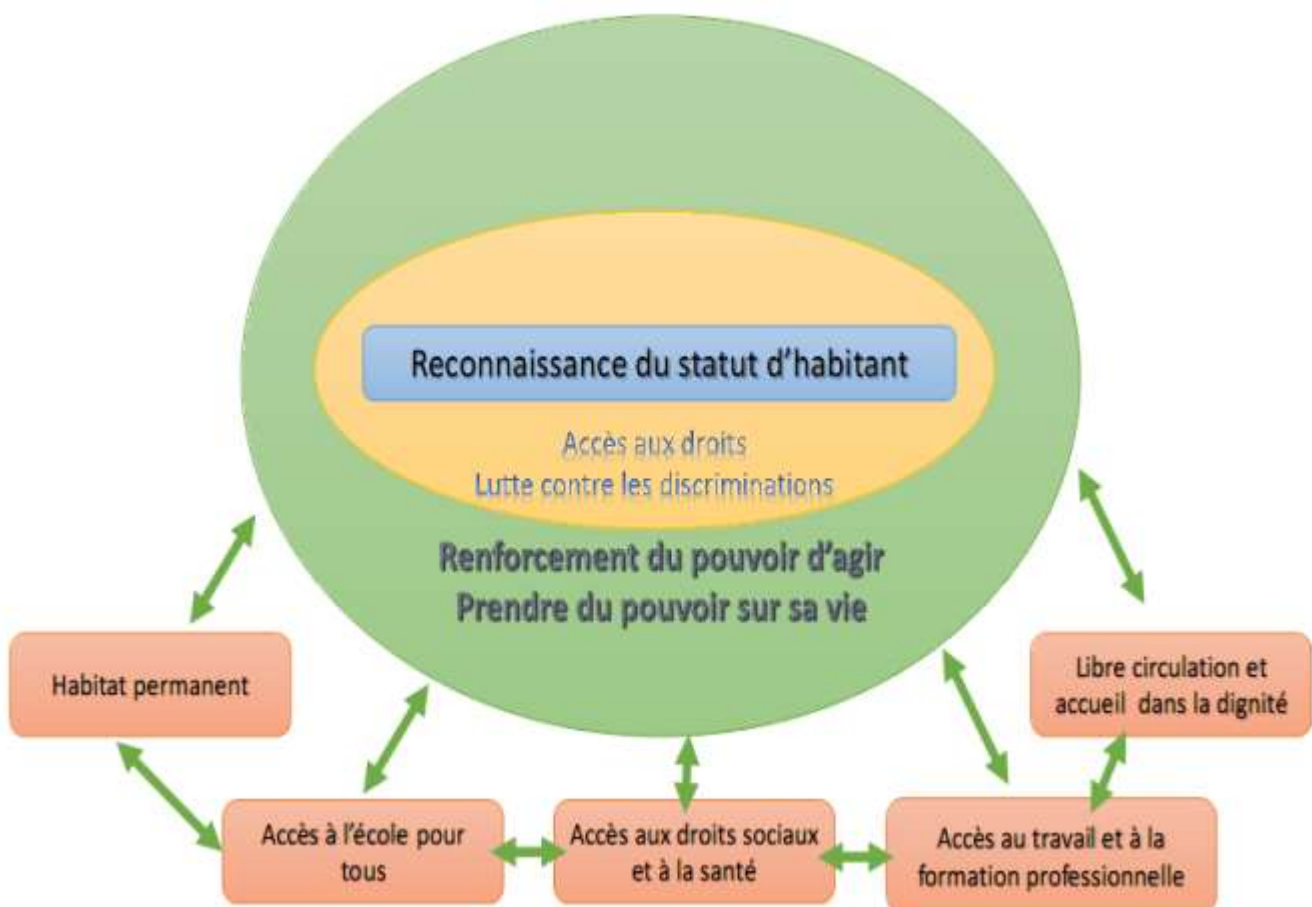 Reconnaissance du statut d'habitant
Accès aux droits
Lutte contre les discriminations
Renforcement du pouvoir d'agir
Prendre du pouvoir sur sa vie
Habitat permanent
Libre circulation et
accueil dans la dignité
Accès à l'école pour
tous
Accès aux droits sociaux
et à la santé
Accès au travail et à la
formation professionnelle